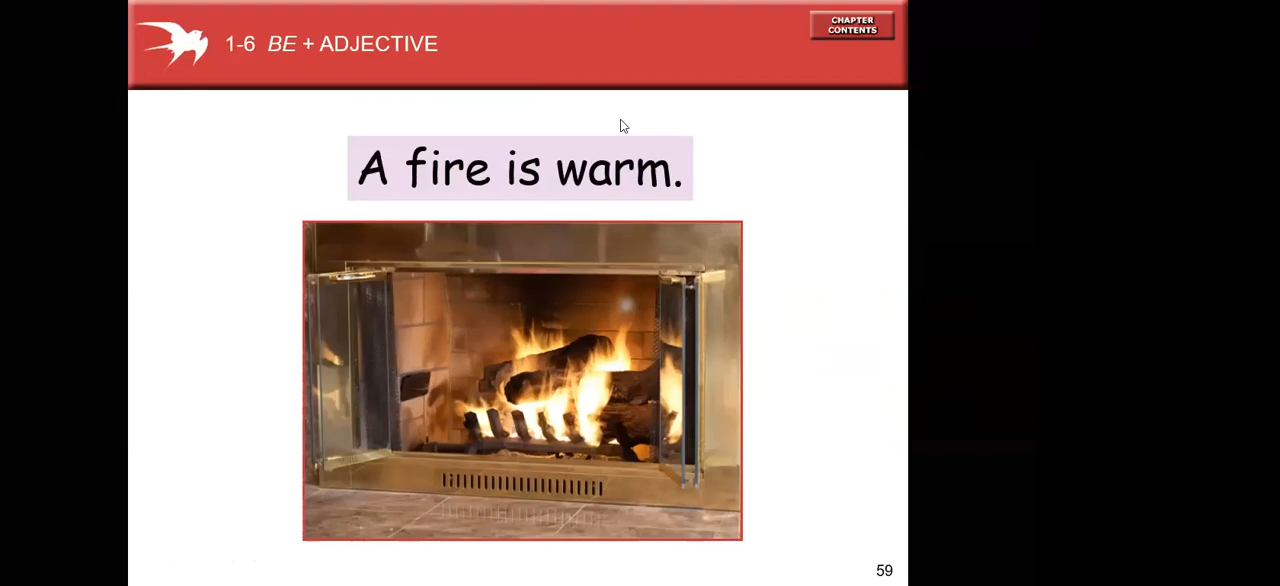 1-6 BE + ADJECTIVE
CHAPTER
CONTENTS
A fire is warm.
59